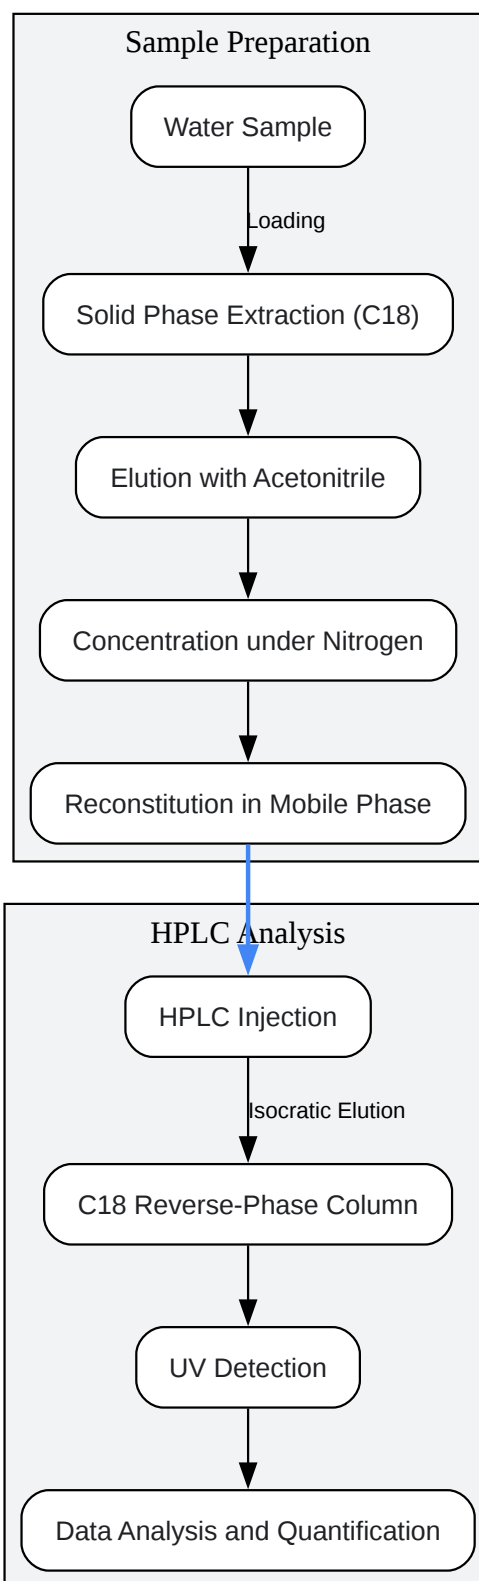 Sample Preparation
Water Sample
Loading
Solid Phase Extraction (C18)
Elution with Acetonitrile
Concentration under Nitrogen
Reconstitution in Mobile Phase
HPLC Analysis
HPLC Injection
Isocratic Elution
C18 Reverse-Phase Column
UV Detection
Data Analysis and Quantification